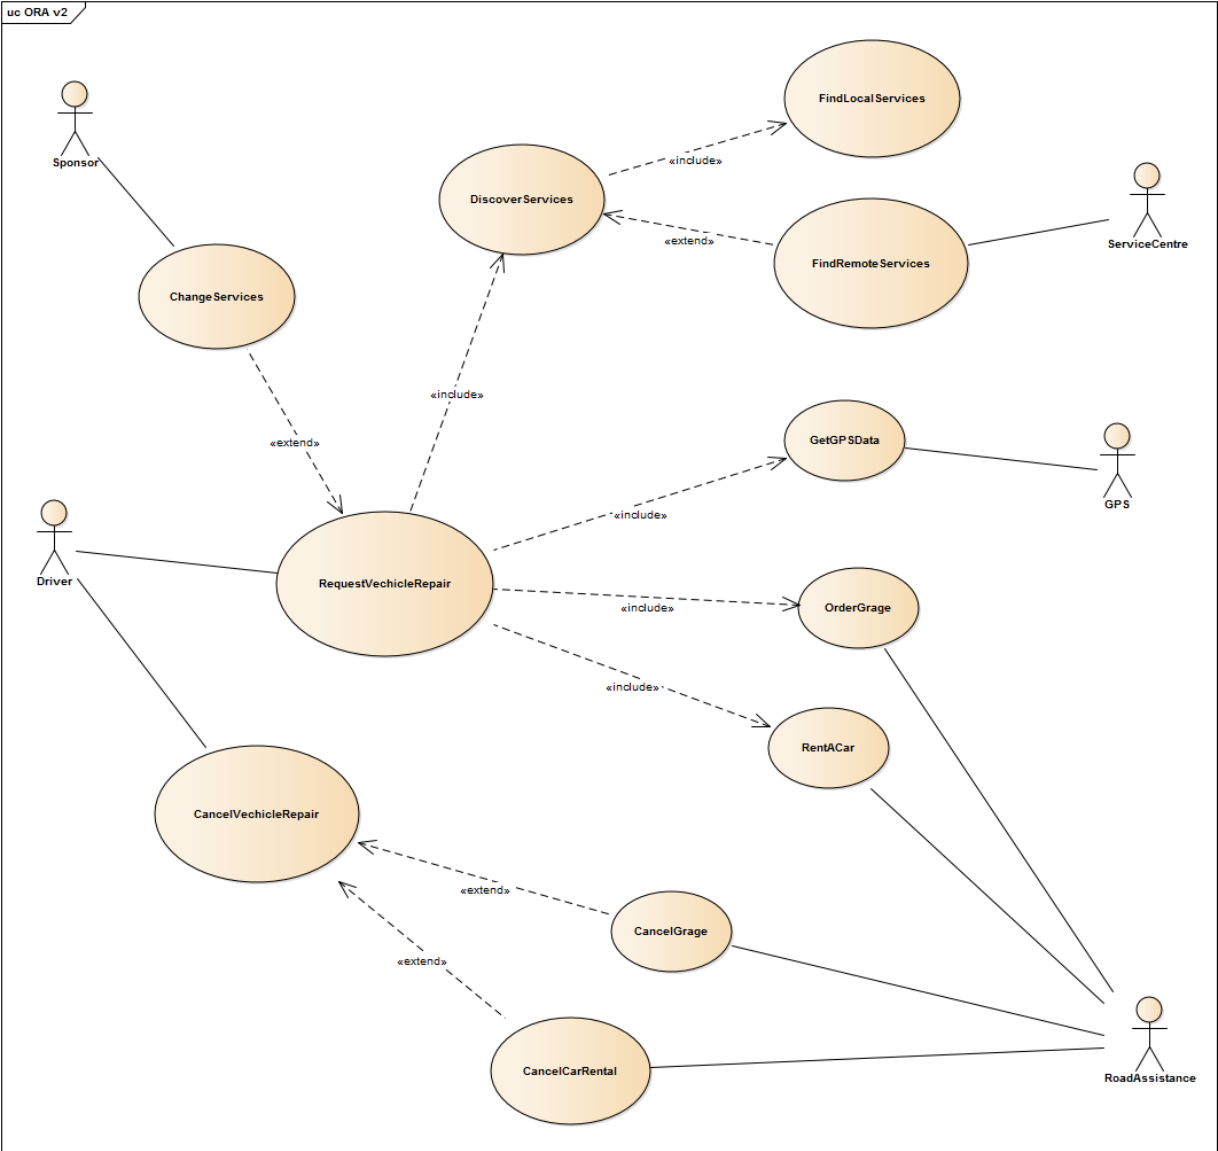 uc ORA v2
FindLocalServices
Sponsor
«include»
DiscoverServices
ServiceCentre
«extend»
FindRemoteServices
ChangeServices
«include»
«extend»
GetGPSData
GPS
«include»
Driver
RequestVechicleRepair
«include»
OrderGrage
«include»
RentACar
CancelVechicleRepair
«extend»
CancelGrage
«extend»
CancelCarRental
RoadAssistance